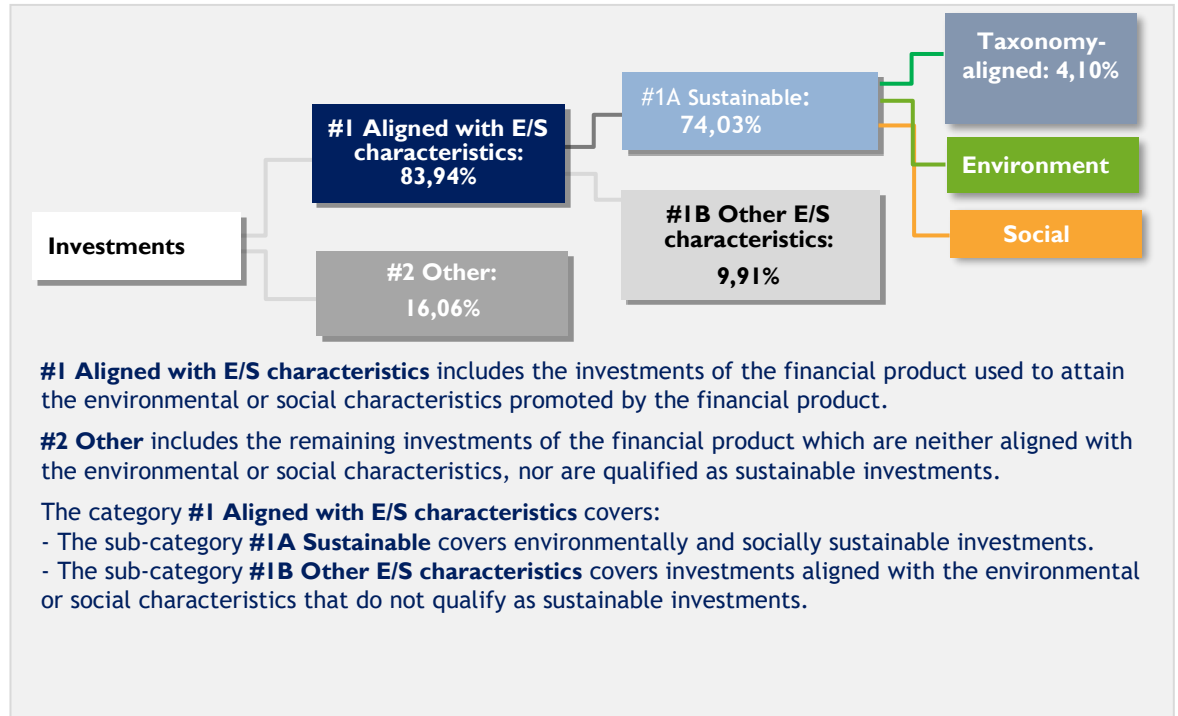 Taxonomy-
aligned: 4,10%
#1A Sustainable:
74,03%
#1 Aligned with E/S
characteristics:
83,94%
Environment
#1B Other E/S
characteristics:
9,91%
Social
Investments
#2 Other:
16,06%
#1 Aligned with E/S characteristics includes the investments of the financial product used to attain
the environmental or social characteristics promoted by the financial product.
#2 Other includes the remaining investments of the financial product which are neither aligned with
the environmental or social characteristics, nor are qualified as sustainable investments.
The category #1 Aligned with E/S characteristics covers:
- The sub-category #1A Sustainable covers environmentally and socially sustainable investments.
- The sub-category #1B Other E/S characteristics covers investments aligned with the environmental
or social characteristics that do not qualify as sustainable investments.